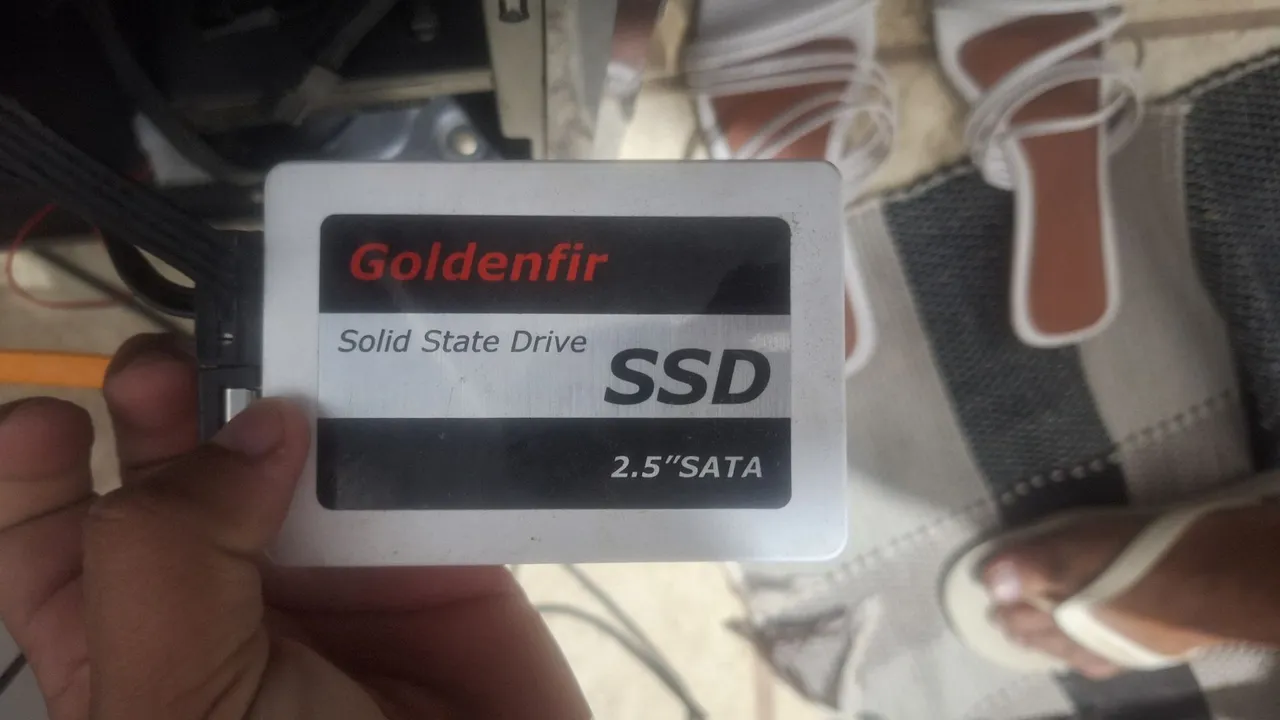 Goldenfir
Solid State Drive
SSD
2.5"SATA